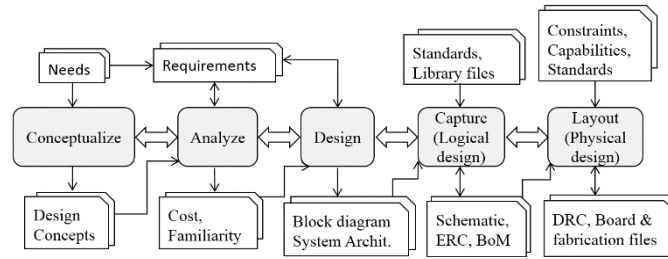 Needs
Requirements
Standards,
Library files
Constraints,
Capabilities,
Standards
Conceptualize
Analyze
Design
Capture
(Logical
design)
Layout
(Physical
design)
Design
Concepts
Cost,
Familiarity
Block diagram
System Archit.
Schematic,
ERC, BoM
DRC, Board &
fabrication files